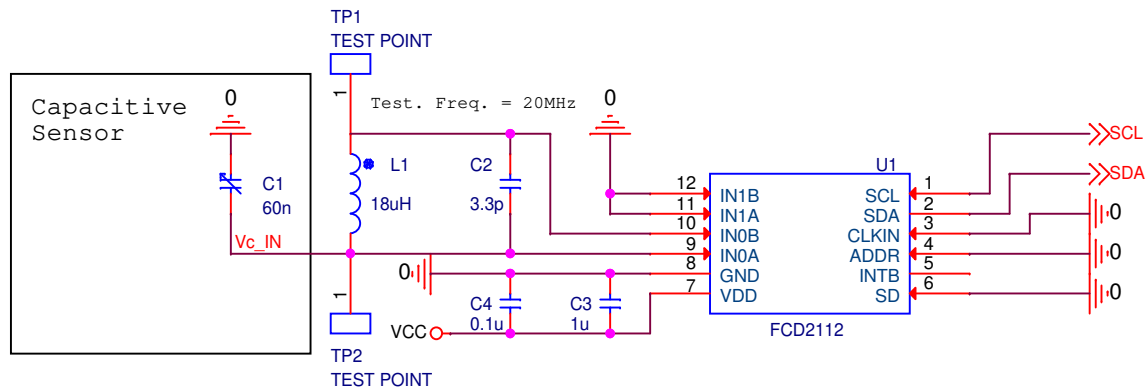 TP1
TEST POINT
1
Test. Freq. = 20MHz
Capacitive
Sensor
0
0
U1
SCL
SDA
C1
60n
L1
18uH
C2
3.3p
12
IN1B
SCL
1
11
IN1A
SDA
2
10
IN0B
CLKIN
3
0
9
IN0A
ADDR
4
0
8
GND
INTB
5
7
VDD
SD
6
0
Vc_IN
0
1
C4
0.1u
C3
1u
VCC
FCD2112
TP2
TEST POINT